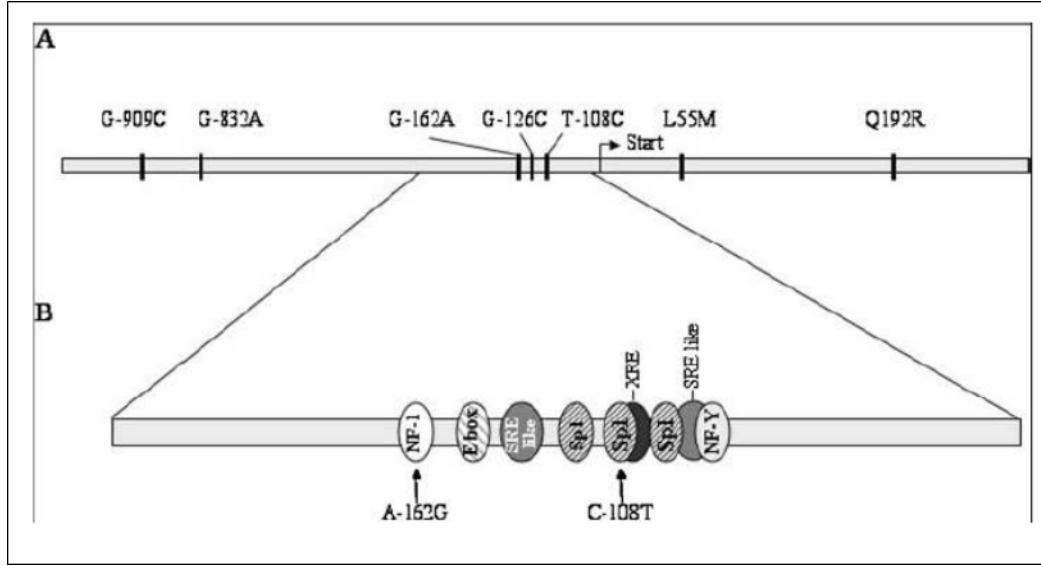 A
G-909C G-832A G-162A G-126C T-108C L55M Q192R
Start
B
XRE
SRE like
NF-1 E box SRE like Sp1 Sp1 Sp1 NF-Y
A-162G C-108T